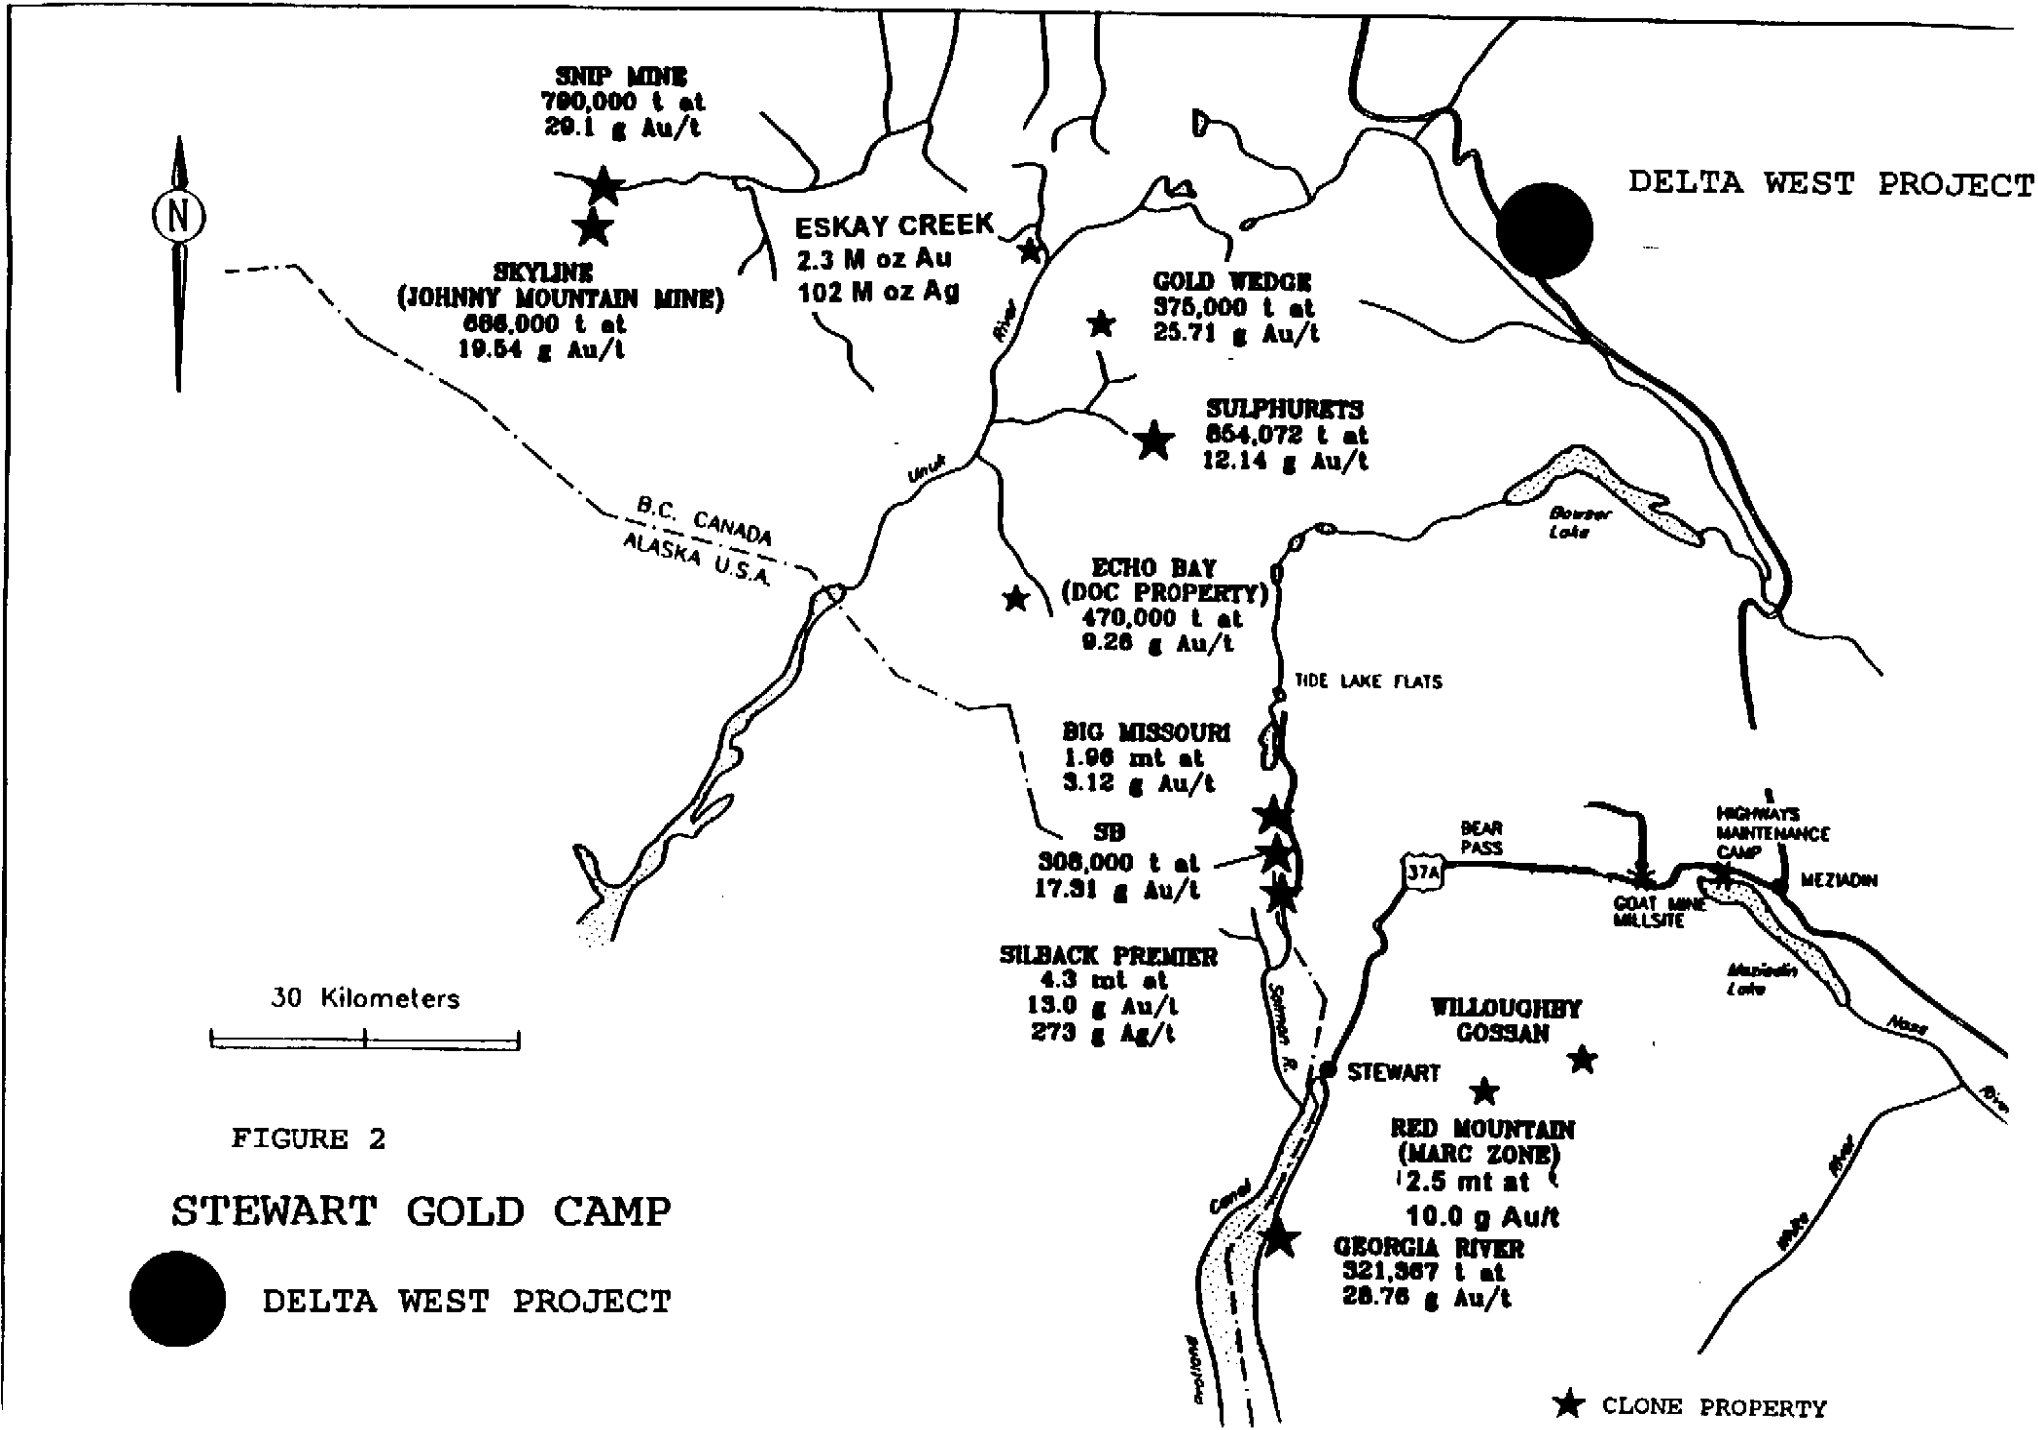 SNIP MINE
790,000 t at
29.1 g Au/t
N
DELTA WEST PROJECT
ESKAY CREEK
2.3 M oz Au
102 M oz Ag
SKYLINE
(JOHNNY MOUNTAIN MINE)
686,000 t at
19.54 g Au/t
River
GOLD WEDGE
375,000 t at
25.71 g Au/t
SULPHURETS
854,072 t at
12.14 g Au/t
Unuk
B.C. CANADA
ALASKA U.S.A.
Bowser
Lake
ECHO BAY
(DOC PROPERTY)
470,000 t at
9.26 g Au/t
TIDE LAKE FLATS
BIG MISSOURI
1.96 mt at
3.12 g Au/t
SB
308,000 t at
17.31 g Au/t
BEAR
PASS
37A
HIGHWAYS
MAINTENANCE
CAMP
MEZIADIN
GOAT MINE
MILLSITE
Meziadin
Lake
SILBACK PREMIER
4.3 mt at
13.0 g Au/t
273 g Ag/t
Salmon R.
30 Kilometers
WILLOUGHBY
GOSSAN
Nass
River
STEWART
RED MOUNTAIN
(MARC ZONE)
2.5 mt at
10.0 g Au/t
River
White
Canal
GEORGIA RIVER
321,367 t at
28.76 g Au/t
FIGURE 2
STEWART GOLD CAMP
DELTA WEST PROJECT
CLONE PROPERTY